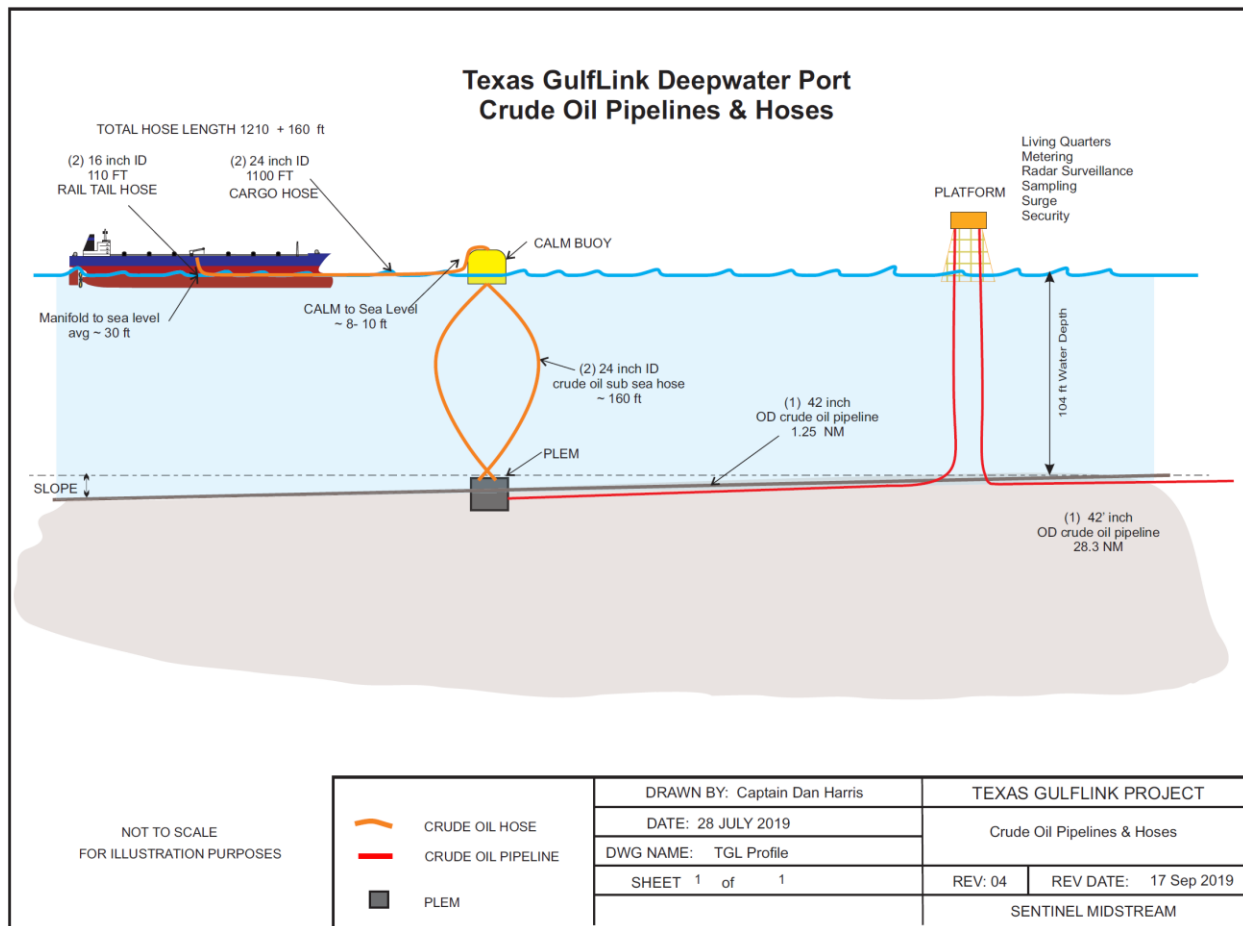 Texas GulfLink Deepwater Port
Crude Oil Pipelines & Hoses
TOTAL HOSE LENGTH 1210 + 160 ft
(2) 16 inch ID
110 FT
RAIL TAIL HOSE
(2) 24 inch ID
1100 FT
CARGO HOSE
CALM BUOY
PLATFORM
Living Quarters
Metering
Radar Surveillance
Sampling
Surge
Security
Manifold to sea level
avg ~ 30 ft
CALM to Sea Level
~ 8- 10 ft
(2) 24 inch ID
crude oil sub sea hose
~ 160 ft
(1) 42 inch
OD crude oil pipeline
1.25 NM
104 ft Water Depth
PLEM
SLOPE
(1) 42' inch
OD crude oil pipeline
28.3 NM
NOT TO SCALE
FOR ILLUSTRATION PURPOSES
CRUDE OIL HOSE
CRUDE OIL PIPELINE
PLEM
DRAWN BY: Captain Dan Harris
DATE: 28 JULY 2019
DWG NAME: TGL Profile
SHEET 1 of 1
TEXAS GULFLINK PROJECT
Crude Oil Pipelines & Hoses
REV: 04 REV DATE: 17 Sep 2019
SENTINEL MIDSTREAM